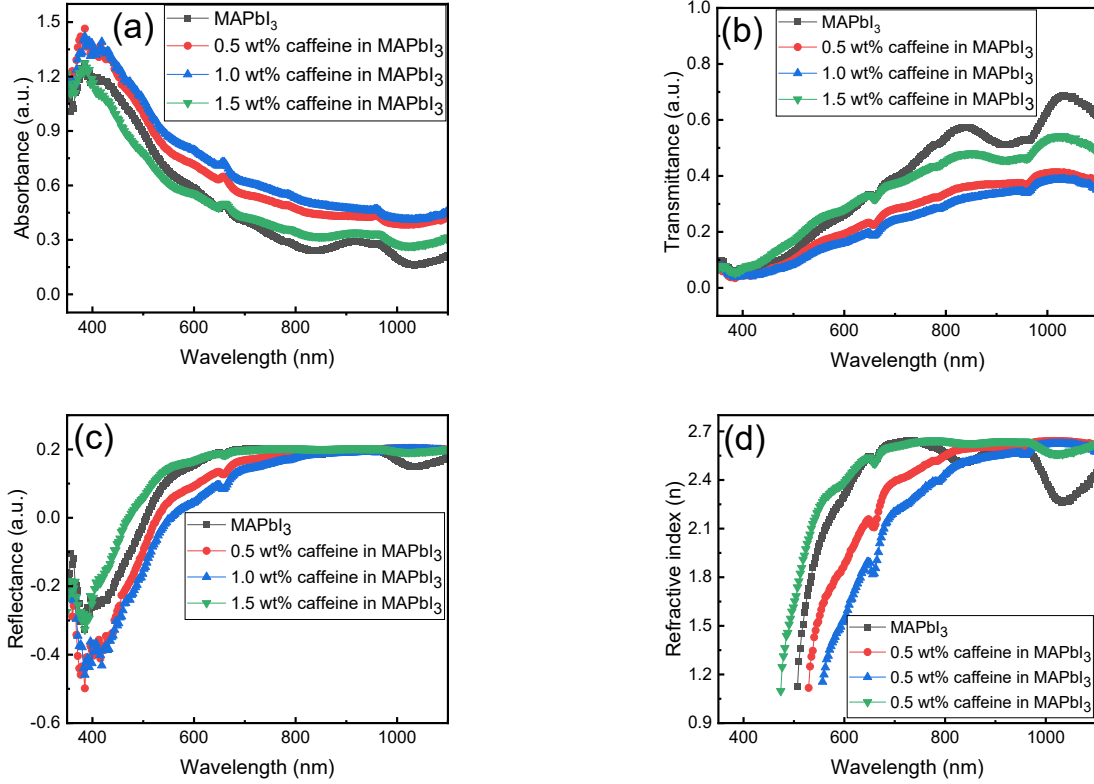 (a)
MAPbI3
0.5 wt% caffeine in MAPbI3
1.0 wt% caffeine in MAPbI3
1.5 wt% caffeine in MAPbI3
1.5
1.2
0.9
0.6
0.3
0.0
Absorbance (a.u.)
400 600 800 1000
Wavelength (nm)
(b)
MAPbI3
0.5 wt% caffeine in MAPbI3
1.0 wt% caffeine in MAPbI3
1.5 wt% caffeine in MAPbI3
1.0
0.8
0.6
0.4
0.2
0.0
Transmittance (a.u.)
400 600 800 1000
Wavelength (nm)
(c)
MAPbI3
0.5 wt% caffeine in MAPbI3
1.0 wt% caffeine in MAPbI3
1.5 wt% caffeine in MAPbI3
0.2
0.0
-0.2
-0.4
-0.6
Reflectance (a.u.)
400 600 800 1000
Wavelength (nm)
(d)
MAPbI3
0.5 wt% caffeine in MAPbI3
0.5 wt% caffeine in MAPbI3
0.5 wt% caffeine in MAPbI3
2.7
2.4
2.1
1.8
1.5
1.2
0.9
Refractive index (n)
400 600 800 1000
Wavelength (nm)